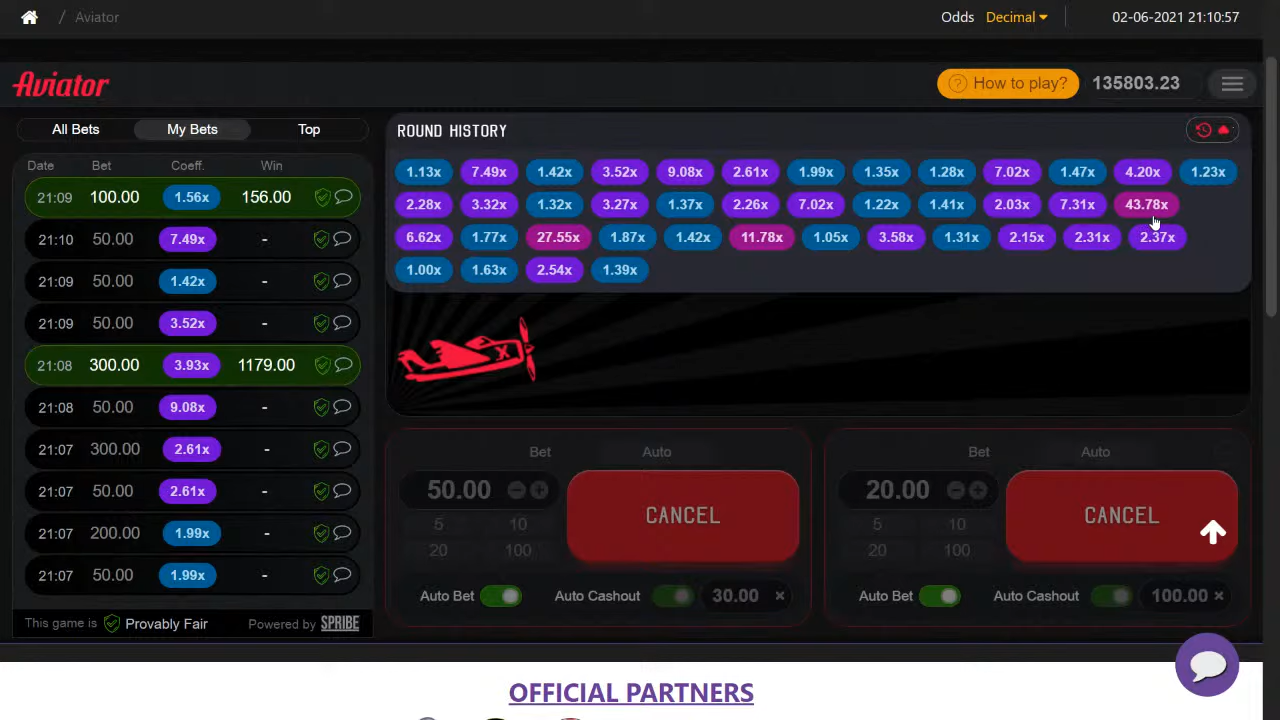 / Aviator
Odds Decimal 02-06-2021 21:10:57
Aviator
? How to play? 135803.23
All Bets My Bets Top
Date Bet Coeff. Win
21:09 100.00 1.56x 156.00
21:10 50.00 7.49x -
21:09 50.00 1.42x -
21:09 50.00 3.52x -
21:08 300.00 3.93x 1179.00
21:08 50.00 9.08x -
21:07 300.00 2.61x -
21:07 50.00 2.61x -
21:07 200.00 1.99x -
21:07 50.00 1.99x -
This game is Provably Fair Powered by SPRIBE
ROUND HISTORY
1.13x 7.49x 1.42x 3.52x 9.08x 2.61x 1.99x 1.35x 1.28x 7.02x 1.47x 4.20x 1.23x
2.28x 3.32x 1.32x 3.27x 1.37x 2.26x 7.02x 1.22x 1.41x 2.03x 7.31x 43.78x
6.62x 1.77x 27.55x 1.87x 1.42x 11.78x 1.05x 3.58x 1.31x 2.15x 2.31x 2.37x
1.00x 1.63x 2.54x 1.39x
X
Bet Auto
50.00 − +
5 10
20 100
CANCEL
Auto Bet Auto Cashout 30.00 ×
Bet Auto
20.00 − +
5 10
20 100
CANCEL
Auto Bet Auto Cashout 100.00 ×
OFFICIAL PARTNERS